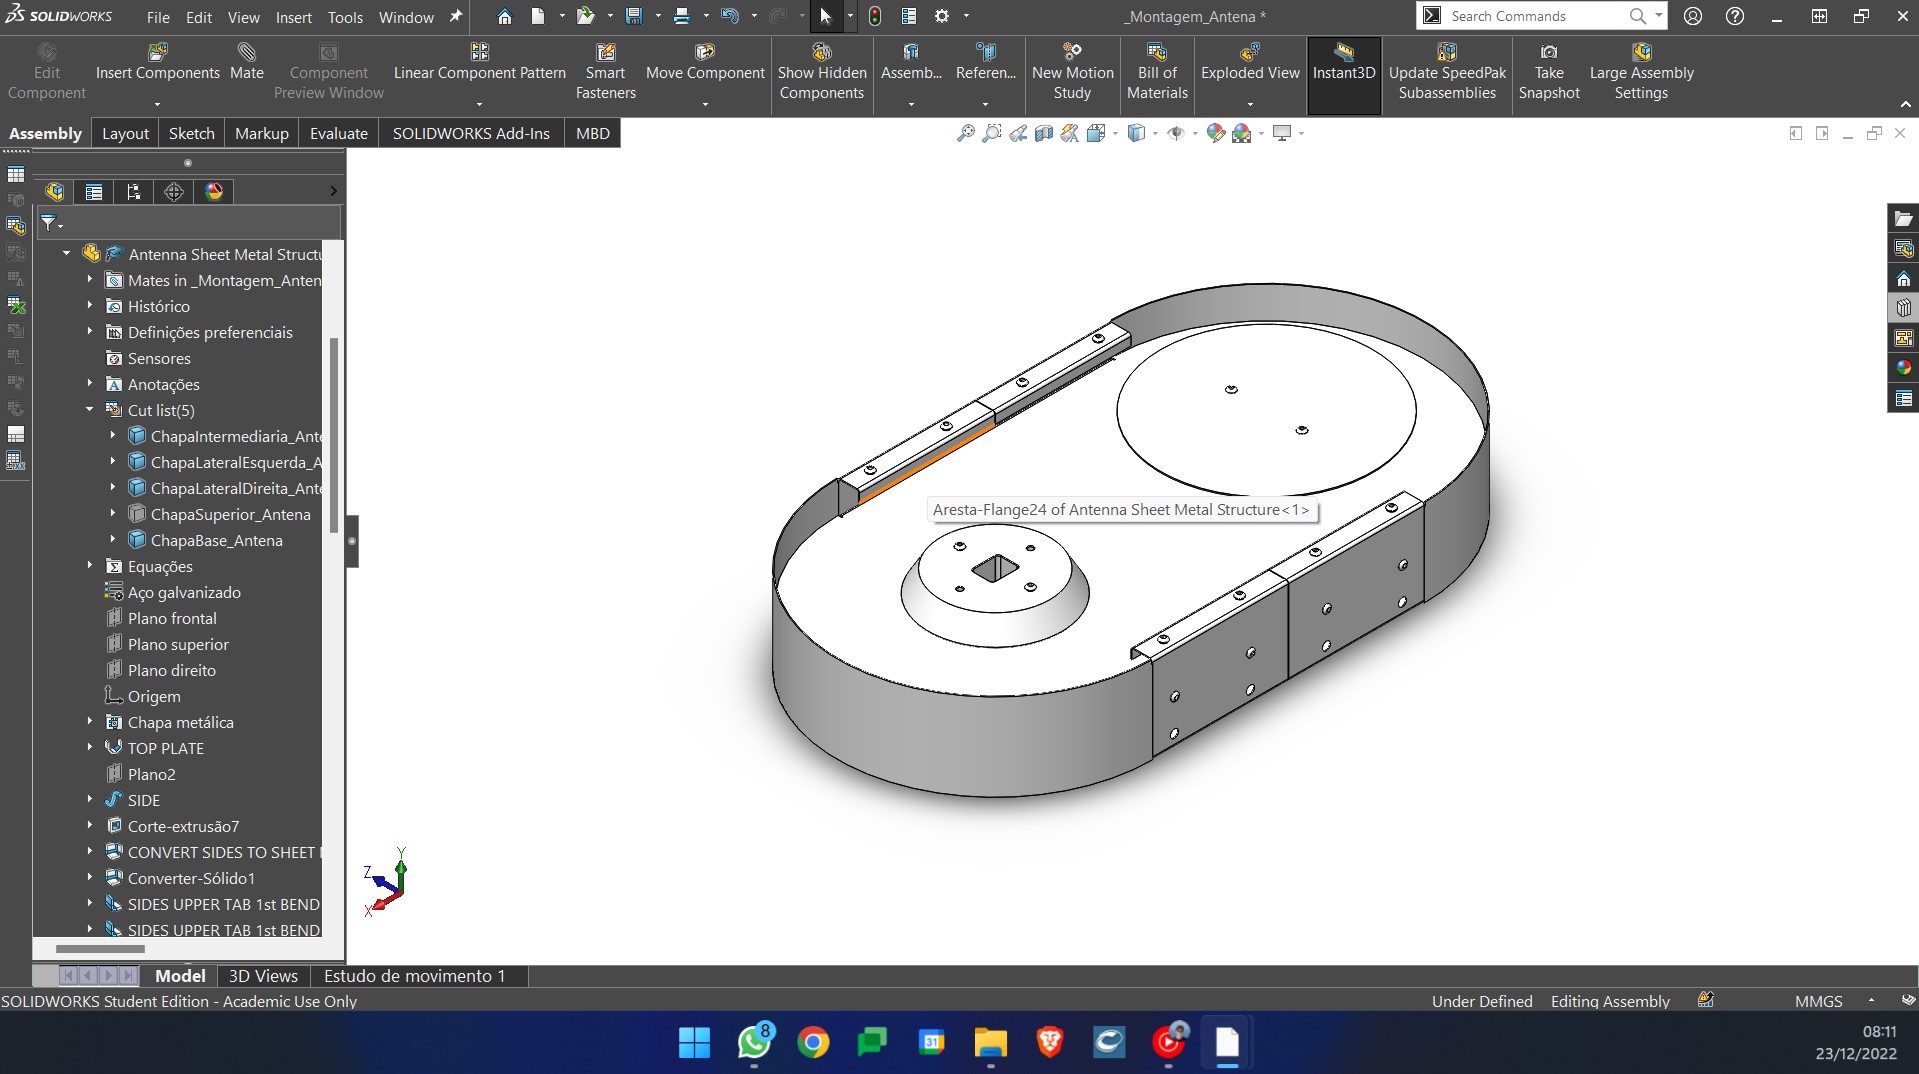 SOLIDWORKS
File Edit View Insert Tools Window
_Montagem_Antena *
Search Commands
Edit Component
Insert Components
Mate
Component Preview Window
Linear Component Pattern
Smart Fasteners
Move Component
Show Hidden Components
Assemb...
Referen...
New Motion Study
Bill of Materials
Exploded View
Instant3D
Update SpeedPak Subassemblies
Take Snapshot
Large Assembly Settings
Assembly Layout Sketch Markup Evaluate SOLIDWORKS Add-Ins MBD
Antenna Sheet Metal Structu
Mates in _Montagem_Anten
Histórico
Definições preferenciais
Sensores
Anotações
Cut list(5)
ChapaIntermediaria_Ante
ChapaLateralEsquerda_A
ChapaLateralDireita_Ante
ChapaSuperior_Antena
ChapaBase_Antena
Equações
Aço galvanizado
Plano frontal
Plano superior
Plano direito
Origem
Chapa metálica
TOP PLATE
Plano2
SIDE
Corte-extrusão7
CONVERT SIDES TO SHEET
Converter-Sólido1
SIDES UPPER TAB 1st BEND
SIDES UPPER TAB 1st BEND
Aresta-Flange24 of Antenna Sheet Metal Structure<1>
Y
Z
X
Model 3D Views Estudo de movimento 1
SOLIDWORKS Student Edition - Academic Use Only
Under Defined Editing Assembly MMGS
8
31
08:11
23/12/2022